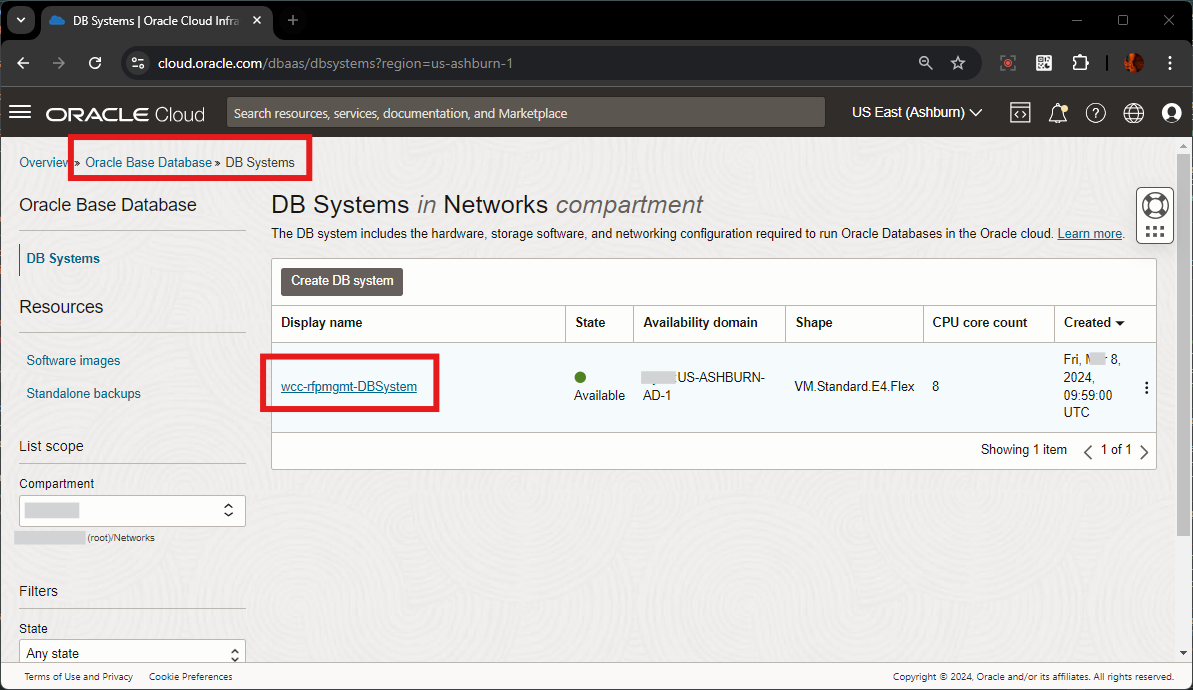 DB Systems | Oracle Cloud Infra
cloud.oracle.com/dbaas/dbsystems?region=us-ashburn-1
ORACLE Cloud
Search resources, services, documentation, and Marketplace
US East (Ashburn)
Overview » Oracle Base Database » DB Systems
Oracle Base Database
DB Systems
Resources
Software images
Standalone backups
List scope
Compartment
(root)/Networks
Filters
State
Any state
DB Systems in Networks compartment
The DB system includes the hardware, storage software, and networking configuration required to run Oracle Databases in the Oracle cloud. Learn more.
Create DB system
Display name State Availability domain Shape CPU core count Created
wcc-rfpmgmt-DBSystem
Available
:US-ASHBURN-
AD-1
VM.Standard.E4.Flex
8
Fri, 8,
2024,
09:59:00
UTC
Showing 1 item 1 of 1
Terms of Use and Privacy Cookie Preferences
Copyright © 2024, Oracle and/or its affiliates. All rights reserved.